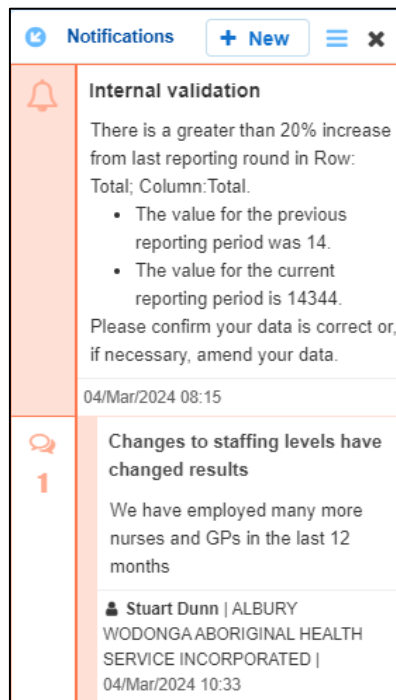 Notifications + New
Internal validation
There is a greater than 20% increase
from last reporting round in Row:
Total; Column:Total.
• The value for the previous
reporting period was 14.
• The value for the current
reporting period is 14344.
Please confirm your data is correct or,
if necessary, amend your data.
04/Mar/2024 08:15
Changes to staffing levels have
changed results
1
We have employed many more
nurses and GPs in the last 12
months
Stuart Dunn | ALBURY
WODONGA ABORIGINAL HEALTH
SERVICE INCORPORATED |
04/Mar/2024 10:33